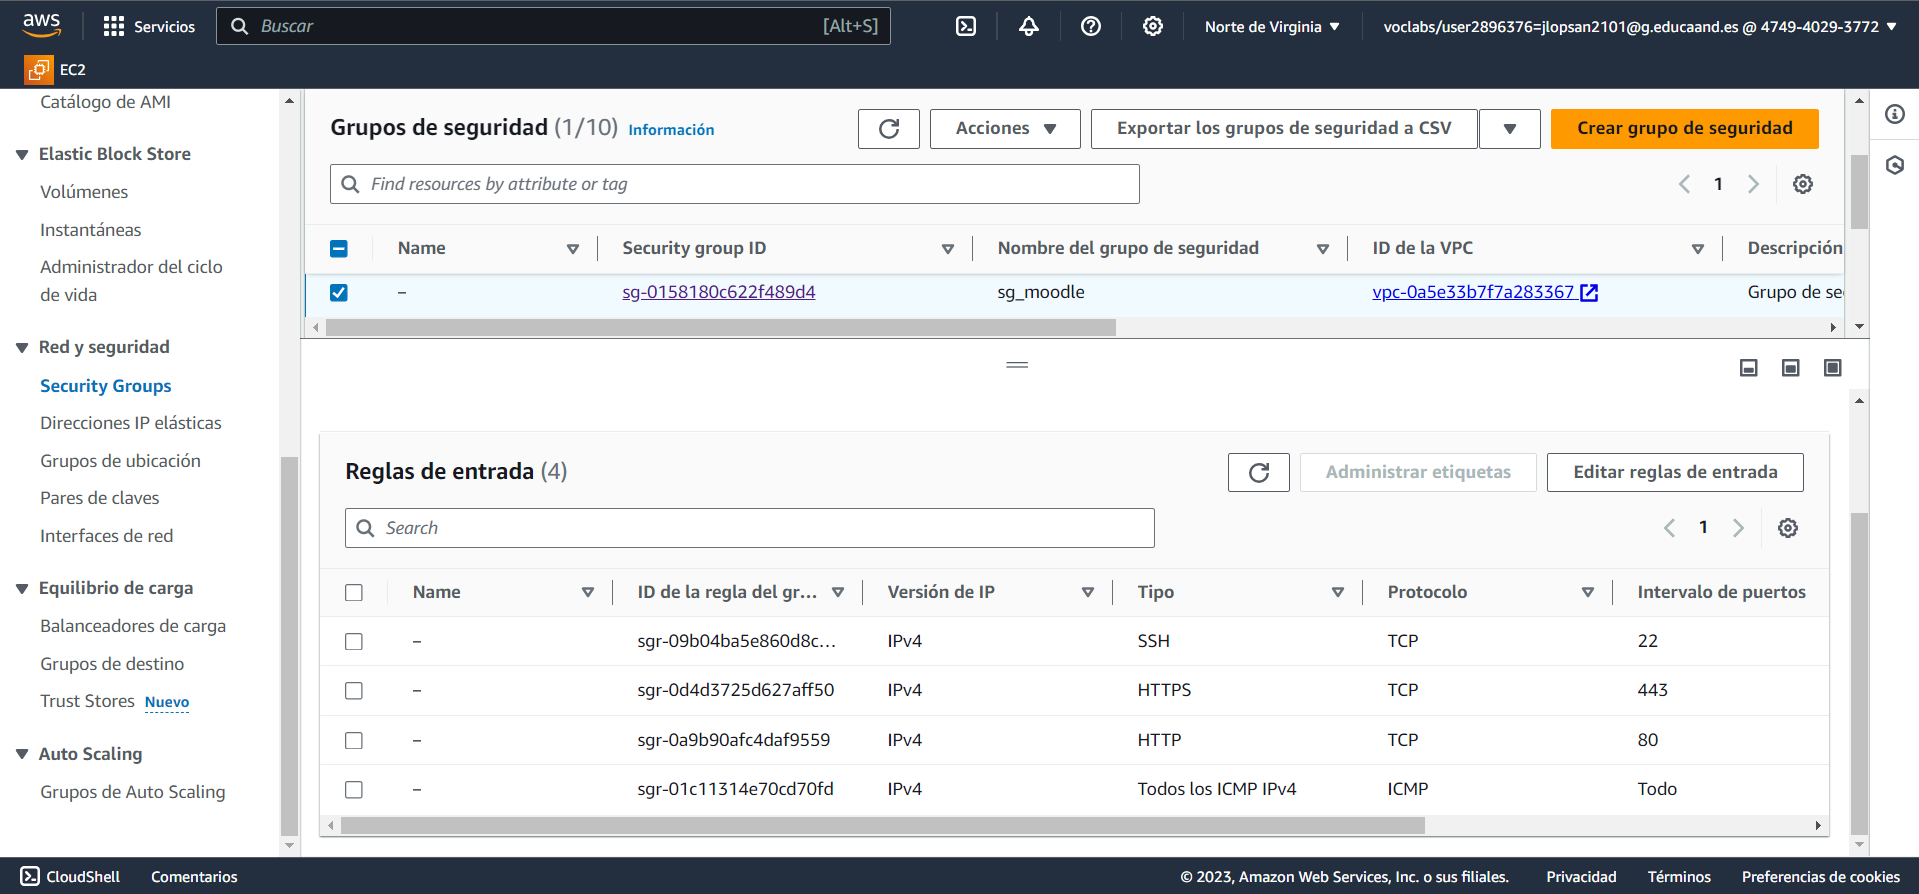 aws
Servicios
Buscar
[Alt+S]
Norte de Virginia
voclabs/user2896376=jlopsan2101@g.educaand.es @ 4749-4029-3772
EC2
Catálogo de AMI
Elastic Block Store
Volúmenes
Instantáneas
Administrador del ciclo
de vida
Red y seguridad
Security Groups
Direcciones IP elásticas
Grupos de ubicación
Pares de claves
Interfaces de red
Equilibrio de carga
Balanceadores de carga
Grupos de destino
Trust Stores Nuevo
Auto Scaling
Grupos de Auto Scaling
Grupos de seguridad (1/10) Información
Acciones
Exportar los grupos de seguridad a CSV
Crear grupo de seguridad
Find resources by attribute or tag
1
Name Security group ID Nombre del grupo de seguridad ID de la VPC Descripción
– sg-0158180c622f489d4 sg_moodle vpc-0a5e33b7f7a283367 Grupo de se
Reglas de entrada (4)
Administrar etiquetas
Editar reglas de entrada
Search
1
Name ID de la regla del gr... Versión de IP Tipo Protocolo Intervalo de puertos
– sgr-09b04ba5e860d8c... IPv4 SSH TCP 22
– sgr-0d4d3725d627aff50 IPv4 HTTPS TCP 443
– sgr-0a9b90afc4daf9559 IPv4 HTTP TCP 80
– sgr-01c11314e70cd70fd IPv4 Todos los ICMP IPv4 ICMP Todo
CloudShell Comentarios
© 2023, Amazon Web Services, Inc. o sus filiales. Privacidad Términos Preferencias de cookies